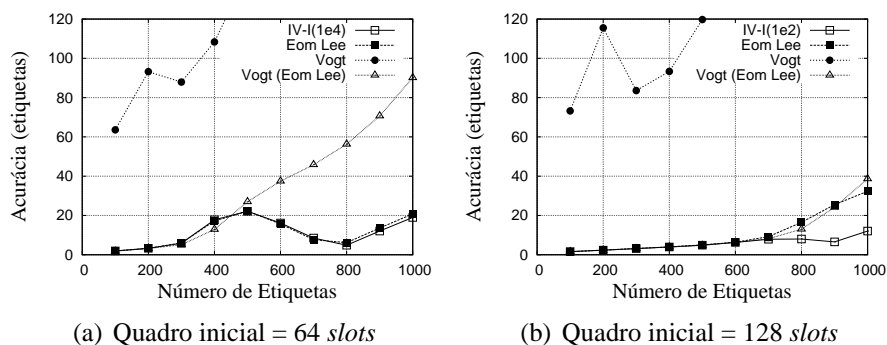 120
100
80
60
40
20
0
0 200 400 600 800 1000
Acurácia (etiquetas)
Número de Etiquetas
IV-I(1e4)
Eom Lee
Vogt
Vogt (Eom Lee)
(a) Quadro inicial = 64 slots
120
100
80
60
40
20
0
0 200 400 600 800 1000
Acurácia (etiquetas)
Número de Etiquetas
IV-I(1e2)
Eom Lee
Vogt
Vogt (Eom Lee)
(b) Quadro inicial = 128 slots